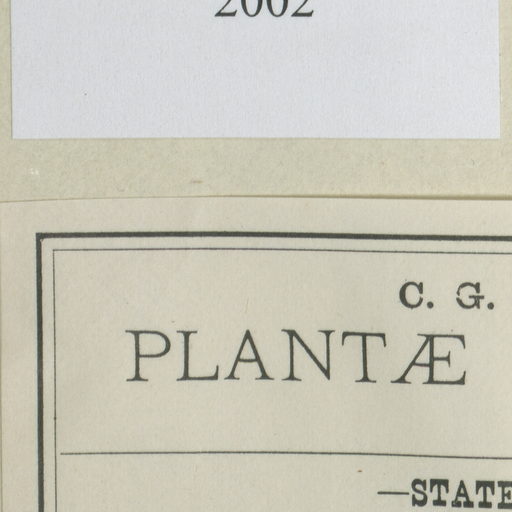 2002
C. G.
PLANTÆ
—STATE